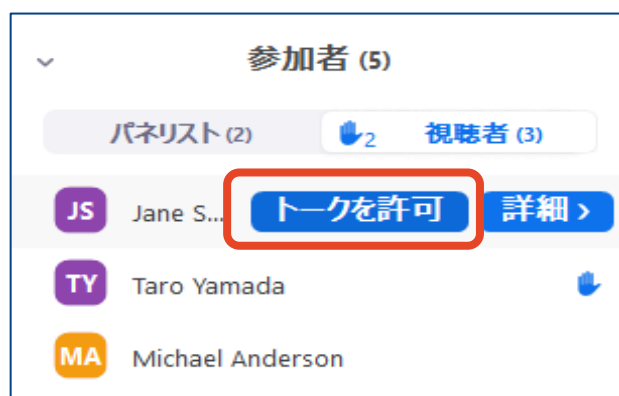 参加者 (5)
パネリスト (2) 2 視聴者 (3)
JS Jane S... トークを許可 詳細 >
TY Taro Yamada
MA Michael Anderson